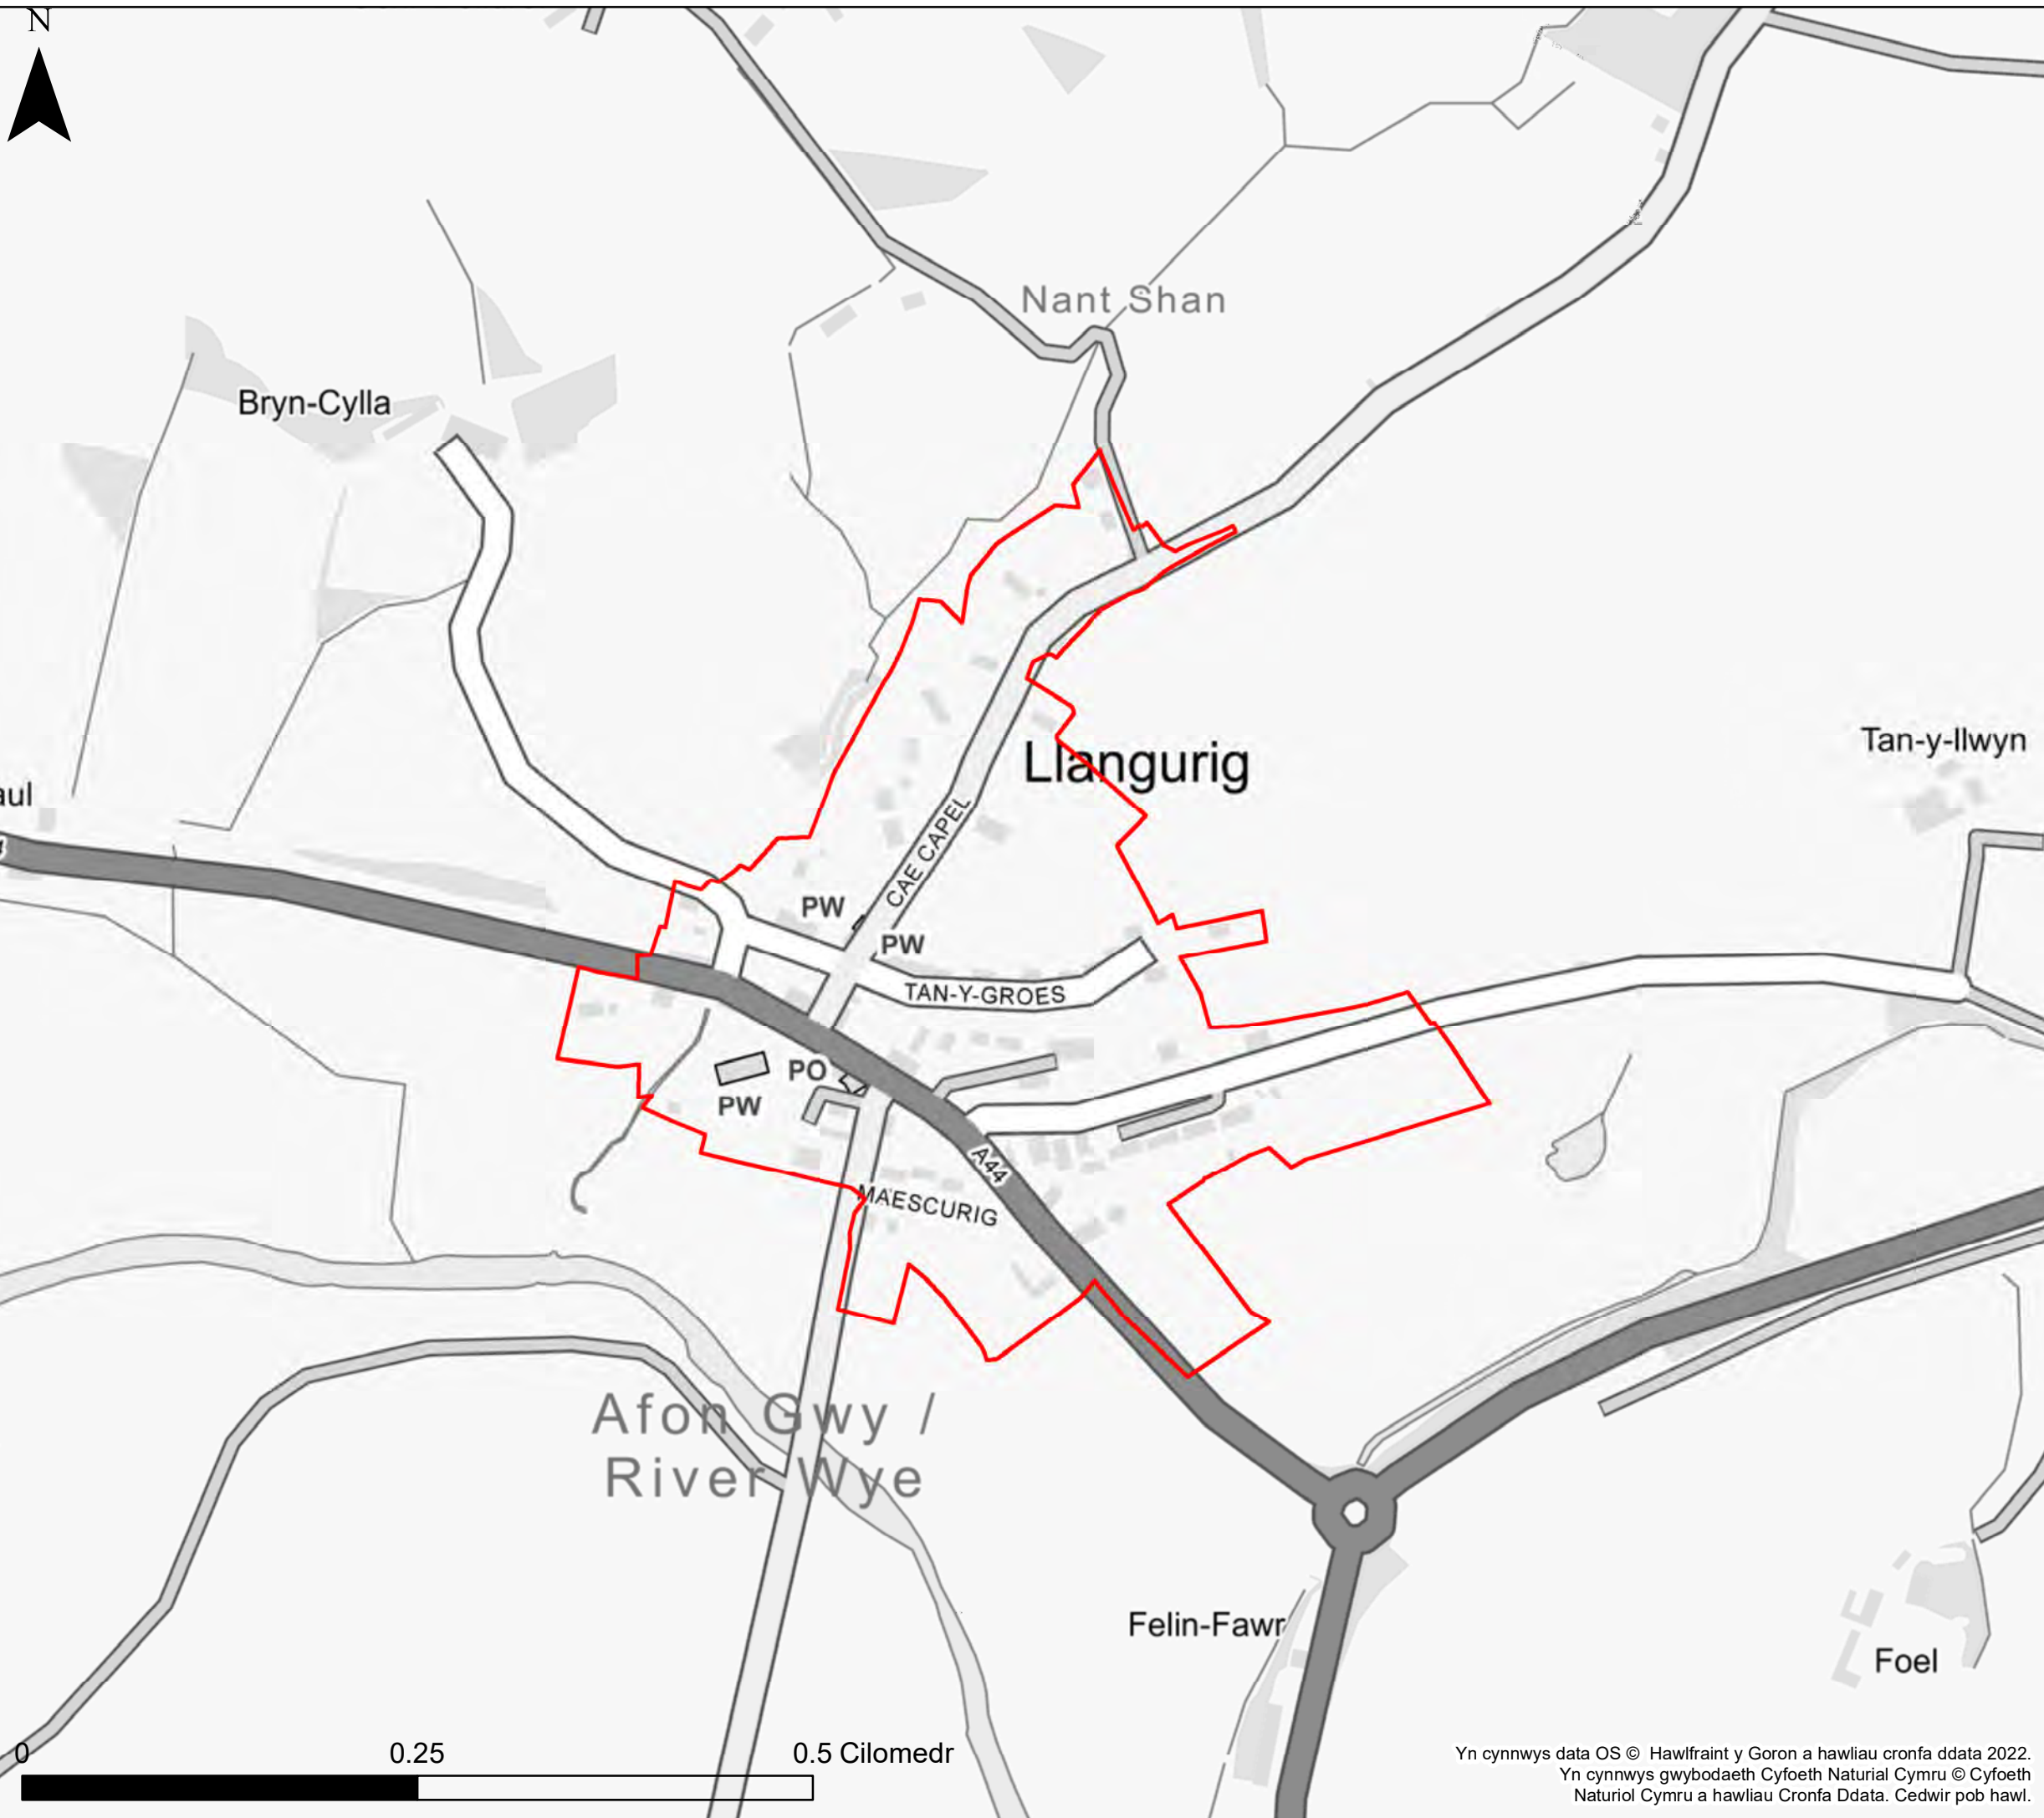 N
Nant Shan
Bryn-Cylla
Llangurig
Tan-y-llwyn
aul
CAE CAPEL
PW
PW
TAN-Y-GROES
PO
PW
A44
MAESCURIG
Afon Gwy /
River Wye
Felin-Fawr
Foel
0 0.25 0.5 Cilomedr
Yn cynnwys data OS © Hawlfraint y Goron a hawliau cronfa ddata 2022.
Yn cynnwys gwybodaeth Cyfoeth Naturial Cymru © Cyfoeth
Naturiol Cymru a hawliau Cronfa Ddata. Cedwir pob hawl.